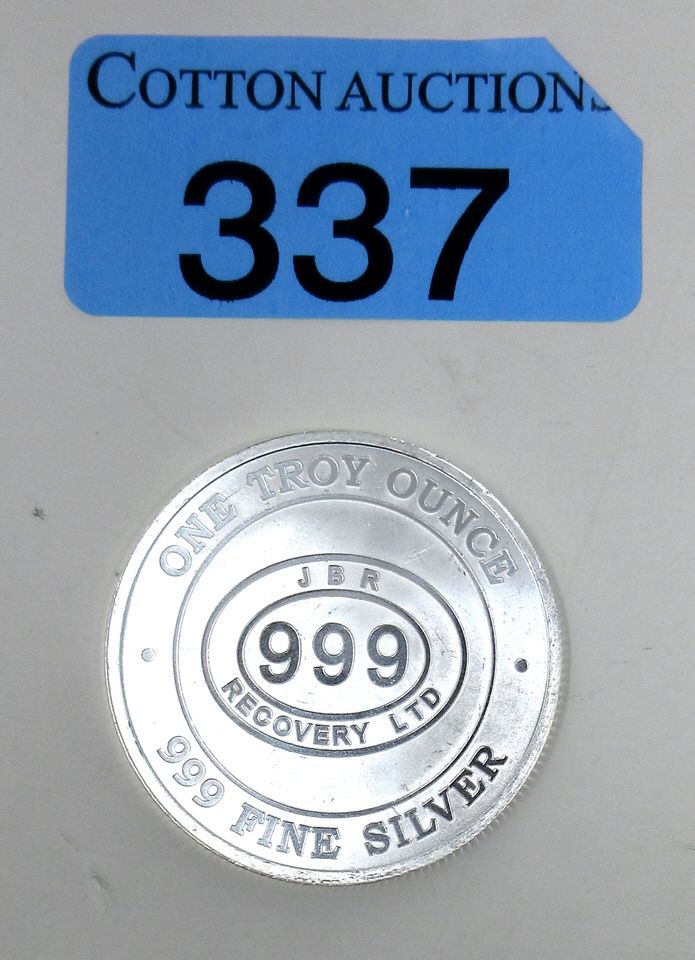 COTTON AUCTIONS
337
ONE TROY OUNCE
JBR
999
RECOVERY LTD
999 FINE SILVER